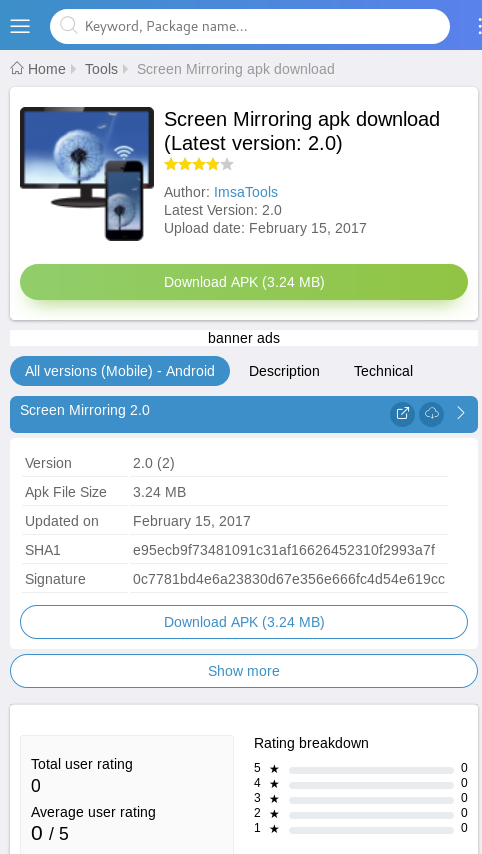 Keyword, Package name...
Home Tools Screen Mirroring apk download
Screen Mirroring apk download
(Latest version: 2.0)
Author: ImsaTools
Latest Version: 2.0
Upload date: February 15, 2017
Download APK (3.24 MB)
banner ads
All versions (Mobile) - Android Description Technical
Screen Mirroring 2.0
Version 2.0 (2)
Apk File Size 3.24 MB
Updated on February 15, 2017
SHA1 e95ecb9f73481091c31af16626452310f2993a7f
Signature 0c7781bd4e6a23830d67e356e666fc4d54e619cc
Download APK (3.24 MB)
Show more
Total user rating
0
Average user rating
0 / 5
Rating breakdown
5 ★ 0
4 ★ 0
3 ★ 0
2 ★ 0
1 ★ 0